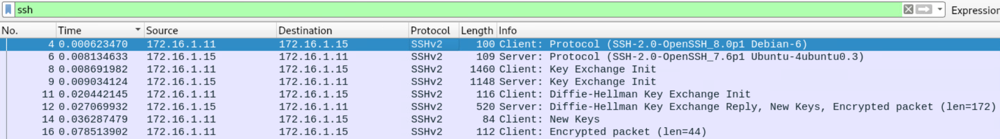 ssh Expression
No. Time Source Destination Protocol Length Info
4 0.000623470 172.16.1.11 172.16.1.15 SSHv2 100 Client: Protocol (SSH-2.0-OpenSSH_8.0p1 Debian-6)
6 0.008134633 172.16.1.15 172.16.1.11 SSHv2 109 Server: Protocol (SSH-2.0-OpenSSH_7.6p1 Ubuntu-4ubuntu0.3)
8 0.008691982 172.16.1.11 172.16.1.15 SSHv2 1460 Client: Key Exchange Init
9 0.009034124 172.16.1.15 172.16.1.11 SSHv2 1148 Server: Key Exchange Init
11 0.020442145 172.16.1.11 172.16.1.15 SSHv2 116 Client: Diffie-Hellman Key Exchange Init
12 0.027069932 172.16.1.15 172.16.1.11 SSHv2 520 Server: Diffie-Hellman Key Exchange Reply, New Keys, Encrypted packet (len=172)
14 0.036287479 172.16.1.11 172.16.1.15 SSHv2 84 Client: New Keys
16 0.078513902 172.16.1.11 172.16.1.15 SSHv2 112 Client: Encrypted packet (len=44)